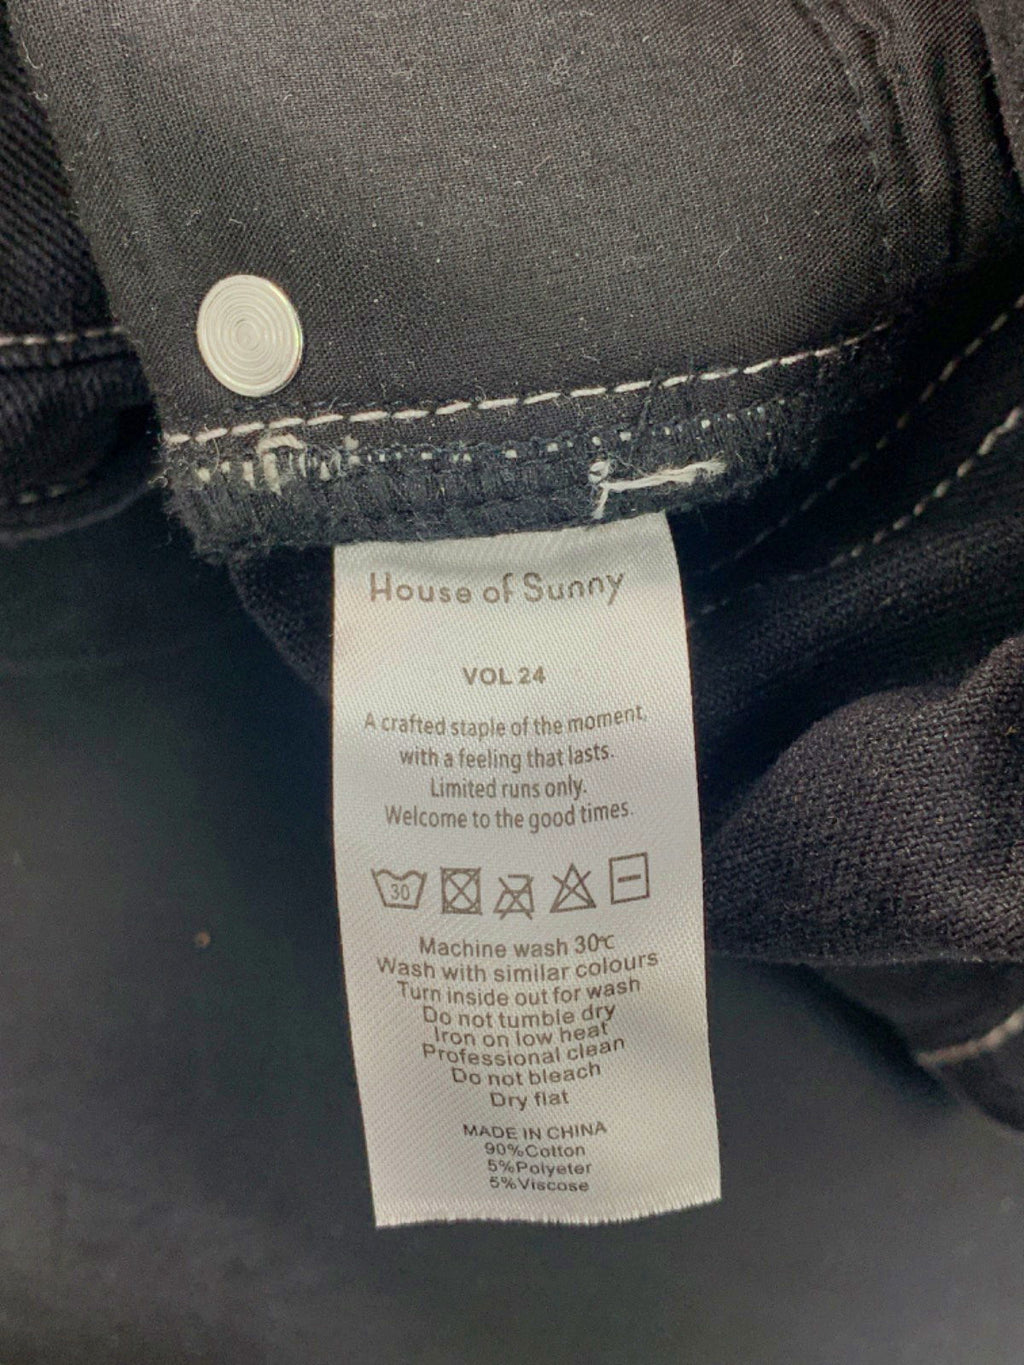 House of Sunny
VOL 24
A crafted staple of the moment,
with a feeling that lasts.
Limited runs only.
Welcome to the good times.
30
Machine wash 30℃
Wash with similar colours
Turn inside out for wash
Do not tumble dry
Iron on low heat
Professional clean
Do not bleach
Dry flat
MADE IN CHINA
90%Cotton
5%Polyeter
5%Viscose